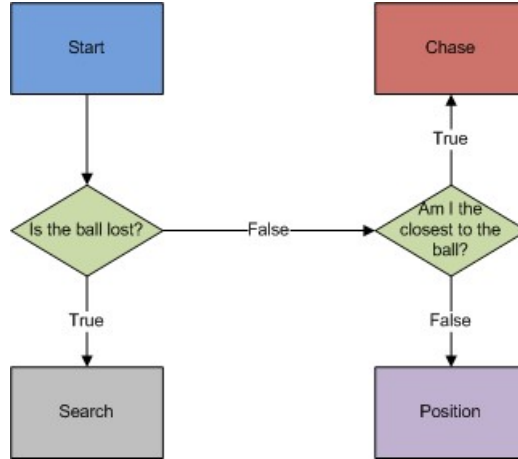 Start
Chase
True
Is the ball lost?
False
Am I the
closest to the
ball?
True
False
Search
Position